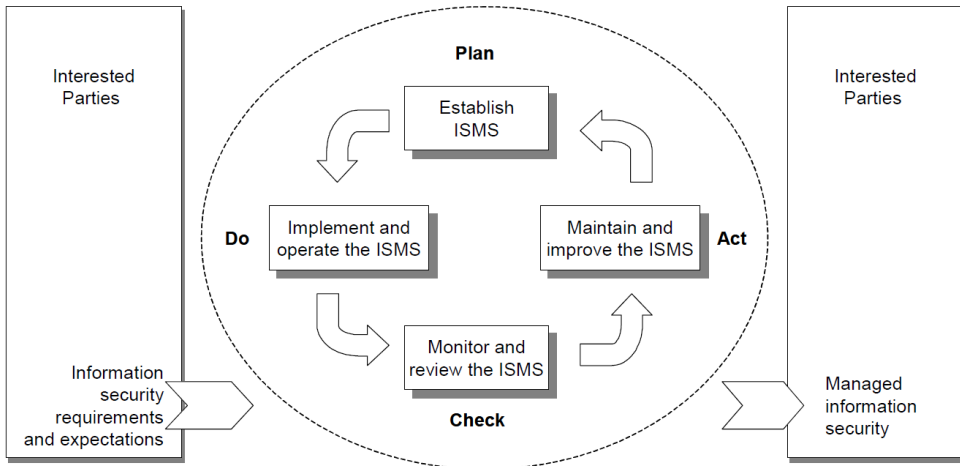 Interested
Parties
Information
security
requirements
and expectations
Plan
Establish
ISMS
Do
Implement and
operate the ISMS
Maintain and
improve the ISMS
Act
Monitor and
review the ISMS
Check
Interested
Parties
Managed
information
security